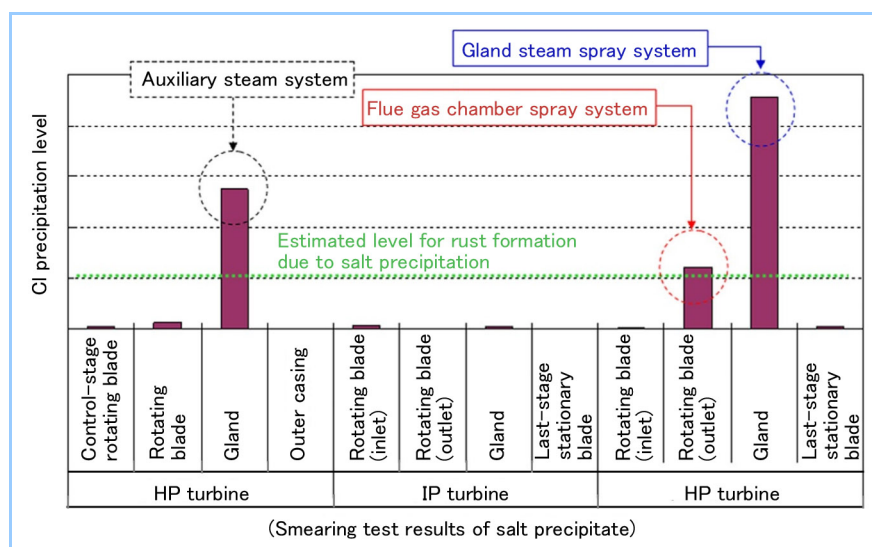 Gland steam spray system
Auxiliary steam system
Flue gas chamber spray system
CI precipitation level
Estimated level for rust formation
due to salt precipitation
Control-stage
rotating blade
Rotating
blade
Gland
Outer casing
Rotating blade
(inlet)
Rotating blade
(outlet)
Gland
Last-stage
stationary
blade
Rotating blade
(inlet)
Rotating blade
(outlet)
Gland
Last-stage
stationary
blade
HP turbine
IP turbine
HP turbine
(Smearing test results of salt precipitate)